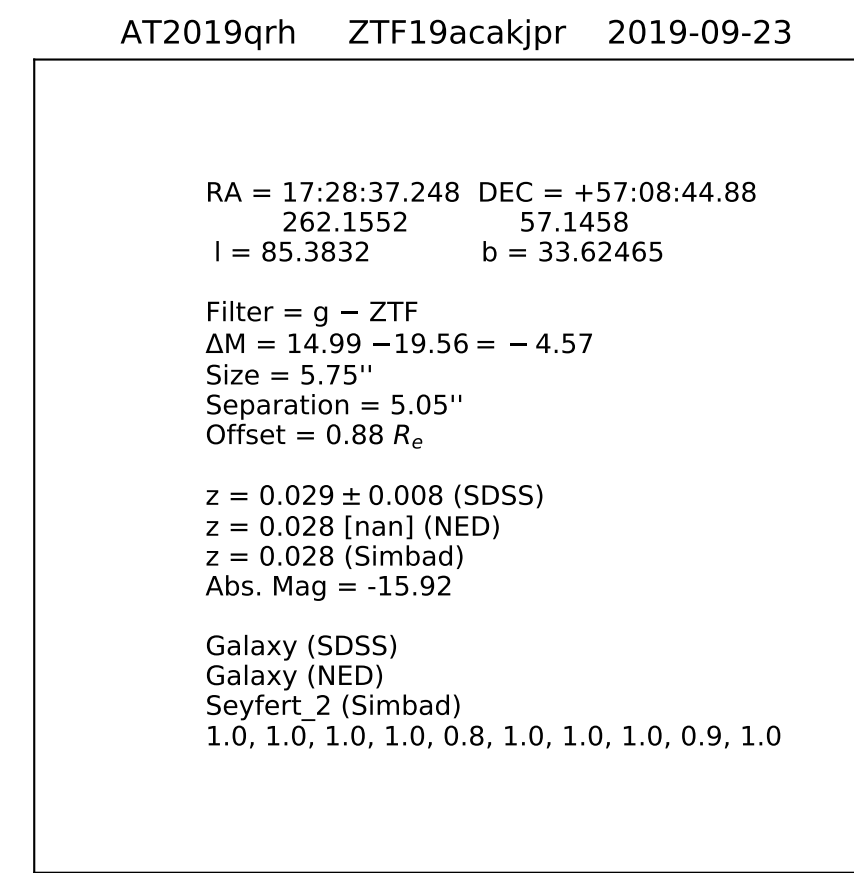 AT2019qrh ZTF19acakjpr 2019-09-23
RA = 17:28:37.248 DEC = +57:08:44.88
262.1552 57.1458
l = 85.3832 b = 33.62465
Filter = g − ZTF
ΔM = 14.99 −19.56 = − 4.57
Size = 5.75''
Separation = 5.05''
Offset = 0.88 Rₑ
z = 0.029 ± 0.008 (SDSS)
z = 0.028 [nan] (NED)
z = 0.028 (Simbad)
Abs. Mag = -15.92
Galaxy (SDSS)
Galaxy (NED)
Seyfert_2 (Simbad)
1.0, 1.0, 1.0, 1.0, 0.8, 1.0, 1.0, 1.0, 0.9, 1.0